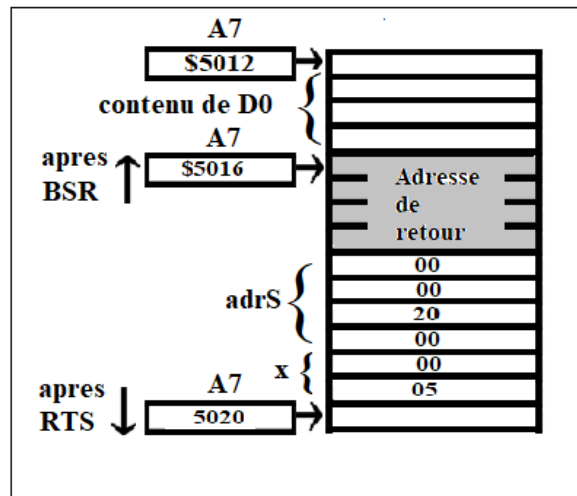 A7
$5012
contenu de D0
A7
apres
BSR
$5016
Adresse
de
retour
00
00
adrS
20
00
x
00
05
apres
RTS
A7
5020